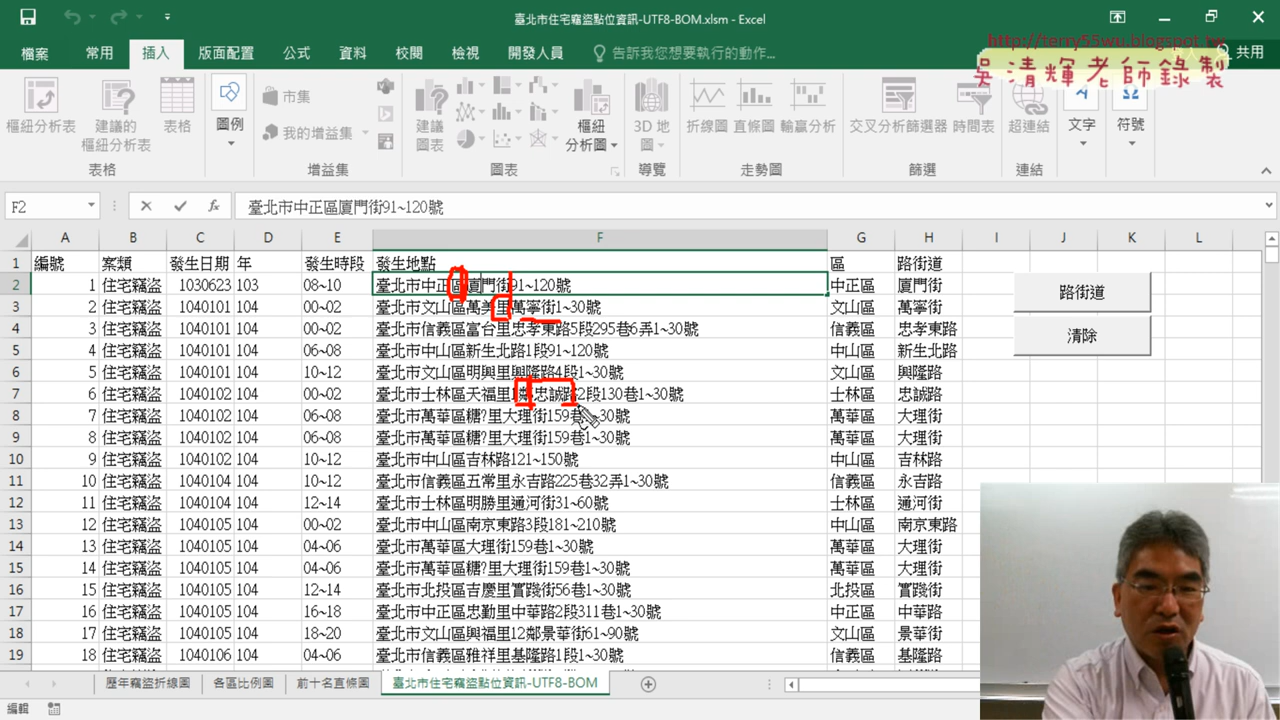 臺北市住宅竊盜點位資訊-UTF8-BOM.xlsm - Excel
http://terry55wu.blogspot.tw
吳清輝老師錄製
檔案 常用 插入 版面配置 公式 資料 校閱 檢視 開發人員 告訴我您想要執行的動作... 共用
樞紐分析表 建議的 樞紐分析表 表格 圖例 市集 我的增益集 建議 圖表 樞紐 分析圖 3D 地 圖 折線圖 直條圖 輸贏分析 交叉分析篩選器 時間表 超連結 文字 符號
表格 增益集 圖表 導覽 走勢圖 篩選 連結
F2 fx 臺北市中正區廈門街91~120號
A B C D E F G H I J K L
1 編號 案類 發生日期 年 發生時段 發生地點 區 路街道
2 1 住宅竊盜 1030623 103 08~10 臺北市中正區廈門街91~120號 中正區 廈門街
路街道
3 2 住宅竊盜 1040101 104 00~02 臺北市文山區萬美里萬寧街1~30號 文山區 萬寧街
4 3 住宅竊盜 1040101 104 00~02 臺北市信義區富台里忠孝東路5段295巷6弄1~30號 信義區 忠孝東路
清除
5 4 住宅竊盜 1040101 104 06~08 臺北市中山區新生北路1段91~120號 中山區 新生北路
6 5 住宅竊盜 1040101 104 10~12 臺北市文山區明興里興隆路4段1~30號 文山區 興隆路
7 6 住宅竊盜 1040102 104 00~02 臺北市士林區天福里1鄰忠誠路2段130巷1~30號 士林區 忠誠路
8 7 住宅竊盜 1040102 104 06~08 臺北市萬華區糖?里大理街159巷1~30號 萬華區 大理街
9 8 住宅竊盜 1040102 104 06~08 臺北市萬華區糖?里大理街159巷1~30號 萬華區 大理街
10 9 住宅竊盜 1040102 104 10~12 臺北市中山區吉林路121~150號 中山區 吉林路
11 10 住宅竊盜 1040104 104 10~12 臺北市信義區五常里永吉路225巷32弄1~30號 信義區 永吉路
12 11 住宅竊盜 1040104 104 12~14 臺北市士林區明勝里通河街31~60號 士林區 通河街
13 12 住宅竊盜 1040105 104 00~02 臺北市中山區南京東路3段181~210號 中山區 南京東路
14 13 住宅竊盜 1040105 104 04~06 臺北市萬華區大理街159巷1~30號 萬華區 大理街
15 14 住宅竊盜 1040105 104 04~06 臺北市萬華區糖?里大理街159巷1~30號 萬華區 大理街
16 15 住宅竊盜 1040105 104 12~14 臺北市北投區吉慶里實踐街56巷1~30號 北投區 實踐街
17 16 住宅竊盜 1040105 104 16~18 臺北市中正區忠勤里中華路2段311巷1~30號 中正區 中華路
18 17 住宅竊盜 1040105 104 18~20 臺北市文山區興福里12鄰景華街61~90號 文山區 景華街
19 18 住宅竊盜 1040106 104 04~06 臺北市信義區雅祥里基隆路1段1~30號 信義區 基隆路
歷年竊盜折線圖 各區比例圖 前十名直條圖 臺北市住宅竊盜點位資訊-UTF8-BOM
編輯